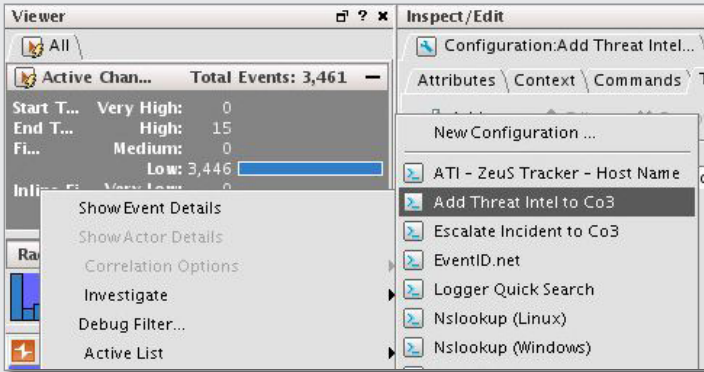 Viewer
All
Active Chan... Total Events: 3,461
Start T... Very High: 0
End T... High: 15
Fi... Medium: 0
Low: 3,446
Inline Fi... Very Low: 0
Ra
Show Event Details
Show Actor Details
Correlation Options
Investigate
Debug Filter...
Active List
Inspect/Edit
Configuration:Add Threat Intel...
Attributes Context Commands T
New Configuration ...
ATI - ZeuS Tracker - Host Name
Add Threat Intel to Co3
Escalate Incident to Co3
EventID.net
Logger Quick Search
Nslookup (Linux)
Nslookup (Windows)